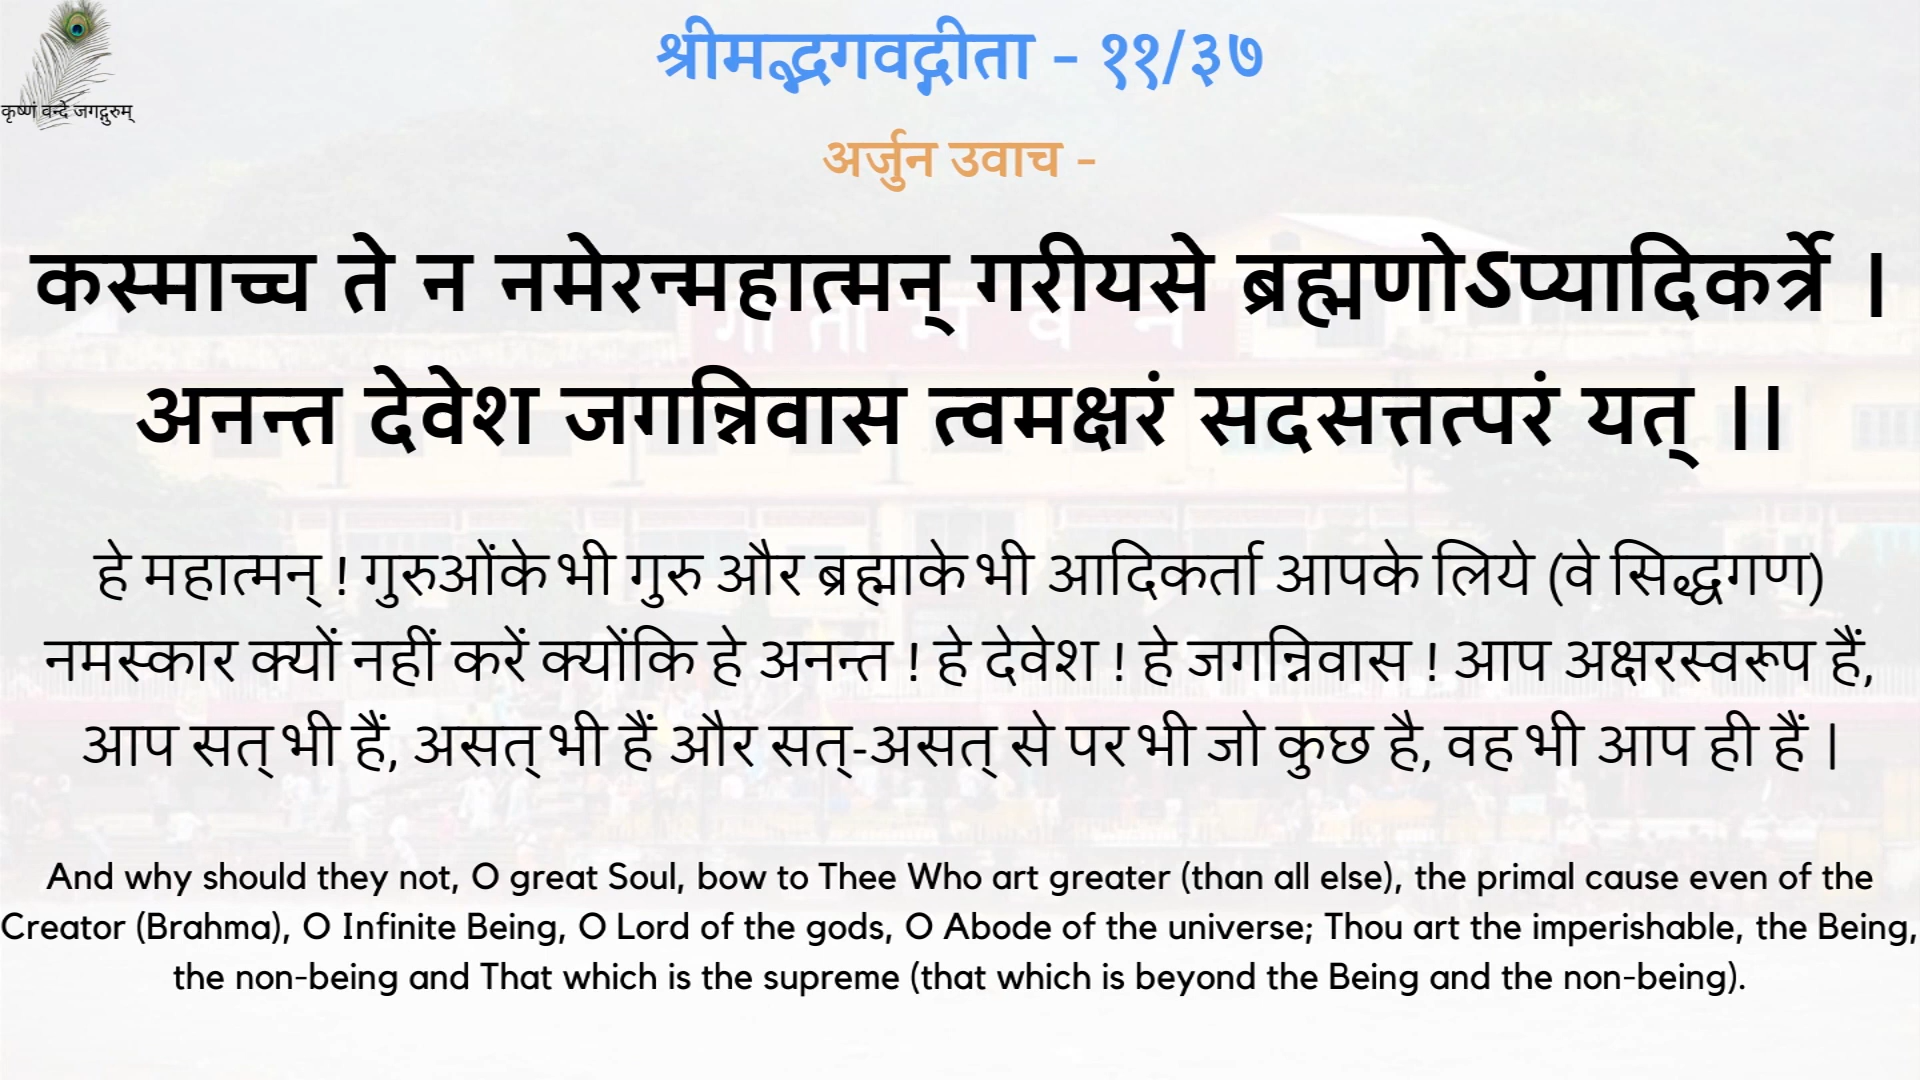 श्रीमद्भगवद्गीता - ११/३७
कृष्णं वन्दे जगद्गुरुम्
अर्जुन उवाच -
कस्माच्च ते न नमेरन्महात्मन् गरीयसे ब्रह्मणोऽप्यादिकर्त्रे ।
गीता भवन
अनन्त देवेश जगन्निवास त्वमक्षरं सदसत्तत्परं यत् ।।
हे महात्मन् ! गुरुओंके भी गुरु और ब्रह्माके भी आदिकर्ता आपके लिये (वे सिद्धगण)
नमस्कार क्यों नहीं करें क्योंकि हे अनन्त ! हे देवेश ! हे जगन्निवास ! आप अक्षरस्वरूप हैं,
आप सत् भी हैं, असत् भी हैं और सत्-असत् से पर भी जो कुछ है, वह भी आप ही हैं |
And why should they not, O great Soul, bow to Thee Who art greater (than all else), the primal cause even of the
Creator (Brahma), O Infinite Being, O Lord of the gods, O Abode of the universe; Thou art the imperishable, the Being,
the non-being and That which is the supreme (that which is beyond the Being and the non-being).